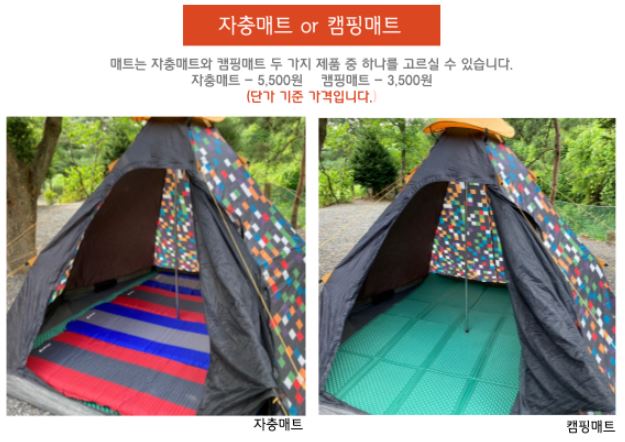 자충매트 or 캠핑매트
매트는 자충매트와 캠핑매트 두 가지 제품 중 하나를 고르실 수 있습니다.
자충매트 - 5,500원 캠핑매트 - 3,500원
(단가 기준 가격입니다.)
자충매트
캠핑매트